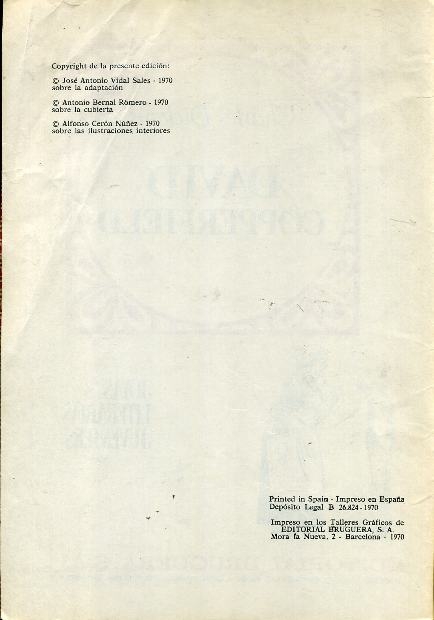 Copyright de la presente edición:
© José Antonio Vidal Sales - 1970
sobre la adaptación
© Antonio Bernal Romero - 1970
sobre la cubierta
© Alfonso Cerón Núñez - 1970
sobre las ilustraciones interiores
DAVID
COPPERFIELD
Printed in Spain - Impreso en España
Depósito Legal B 26.824 - 1970
Impreso en los Talleres Gráficos de
EDITORIAL BRUGUERA, S. A.
Mora la Nueva, 2 - Barcelona - 1970